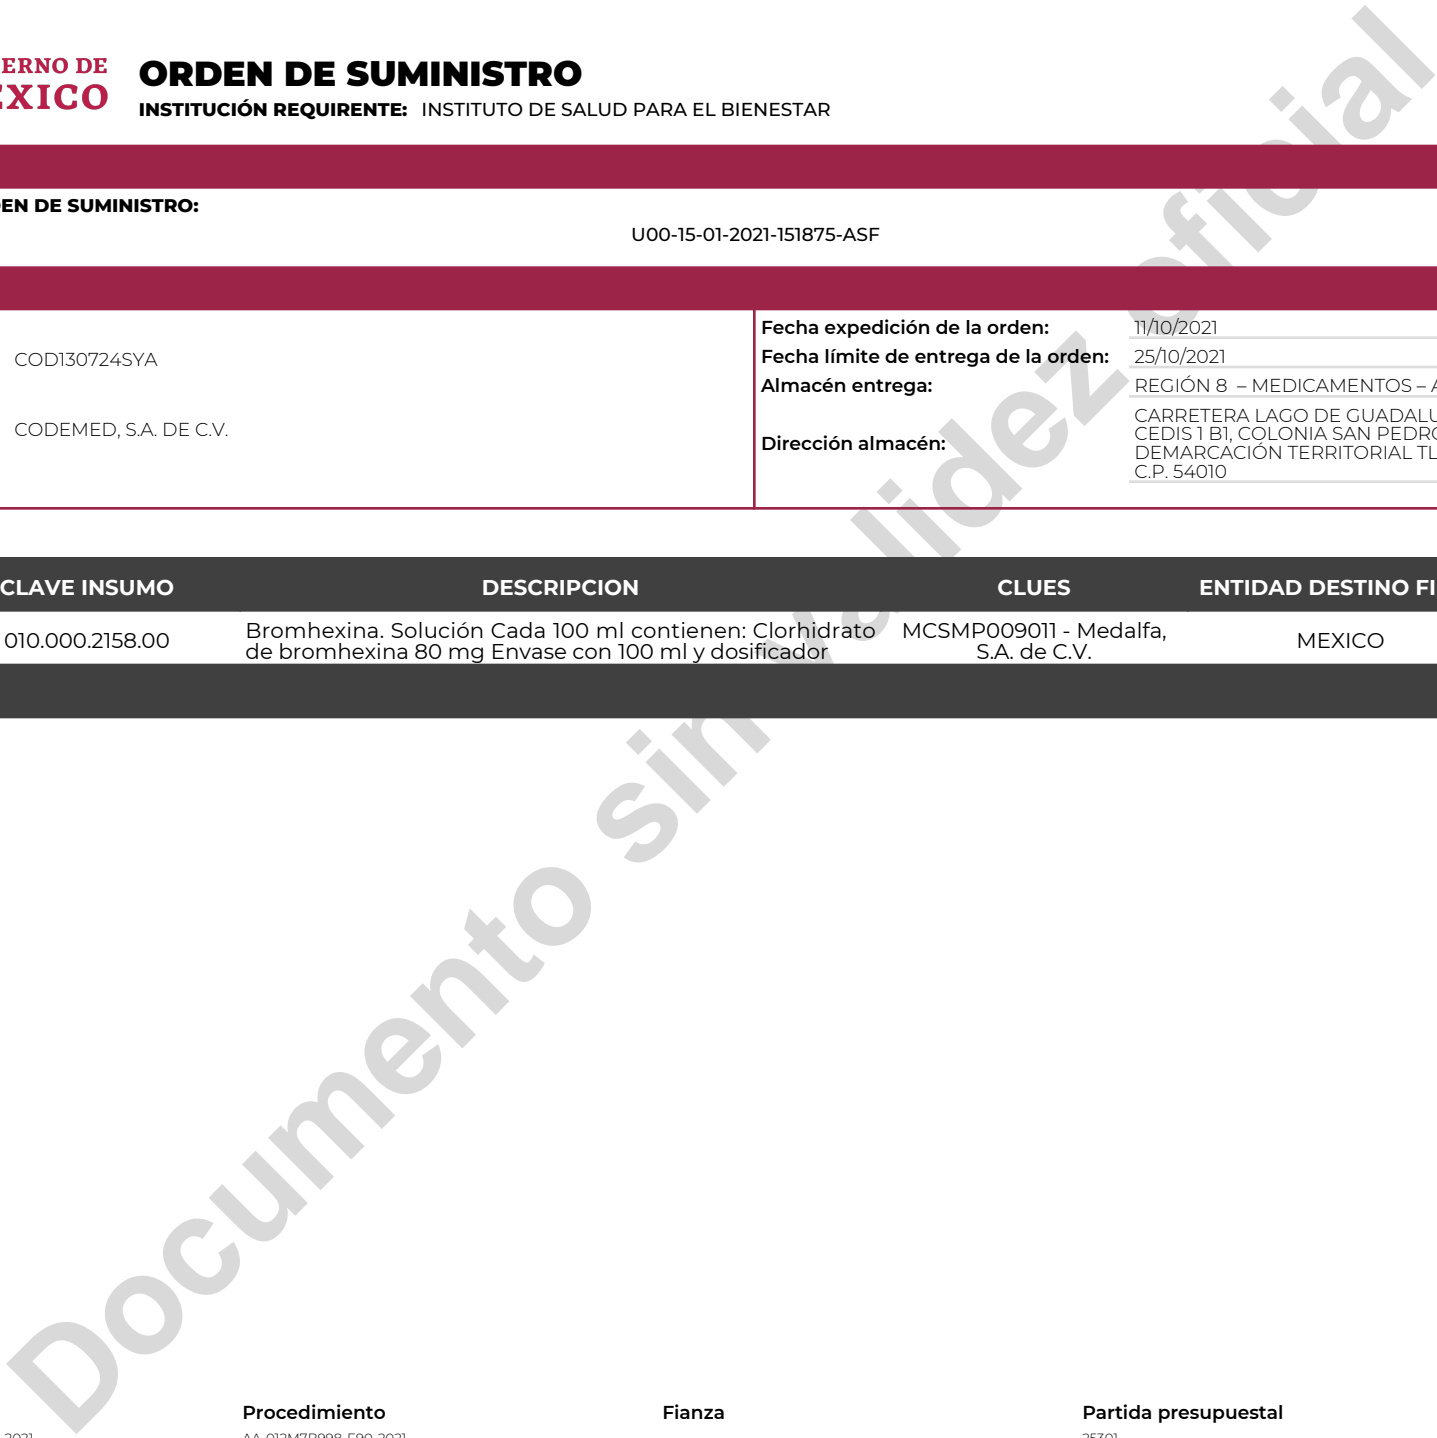 ERNO DE
ORDEN DE SUMINISTRO
INSTITUCIÓN REQUIRENTE: INSTITUTO DE SALUD PARA EL BIENESTAR
EN DE SUMINISTRO:
U00-15-01-2021-151875-ASF
COD130724SYA
CODEMED, S.A. DE C.V.
Fecha expedición de la orden: 11/10/2021
Fecha límite de entrega de la orden: 25/10/2021
Almacén entrega: REGIÓN 8 – MEDICAMENTOS – A
Dirección almacén: CARRETERA LAGO DE GUADALU
CEDIS 1 B1, COLONIA SAN PEDRO
DEMARCACIÓN TERRITORIAL TL
C.P. 54010
CLAVE INSUMO DESCRIPCION CLUES ENTIDAD DESTINO FI
010.000.2158.00 Bromhexina. Solución Cada 100 ml contienen: Clorhidrato de bromhexina 80 mg Envase con 100 ml y dosificador MCSMP009011 - Medalfa, S.A. de C.V. MEXICO
Documento sin validez oficial
Procedimiento Fianza Partida presupuestal